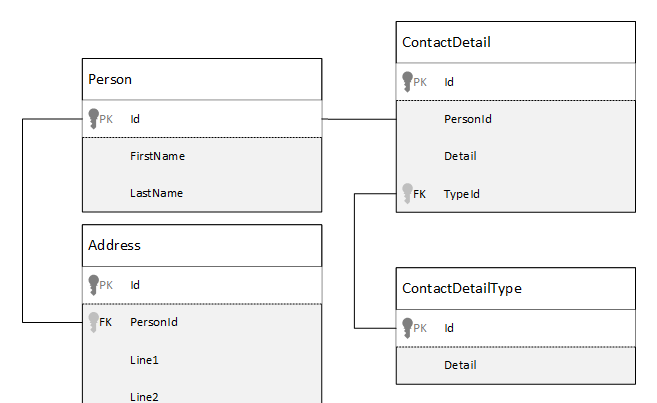 Person
PK Id
FirstName
LastName
Address
PK Id
FK PersonId
Line1
Line2
ContactDetail
PK Id
PersonId
Detail
FK TypeId
ContactDetailType
PK Id
Detail